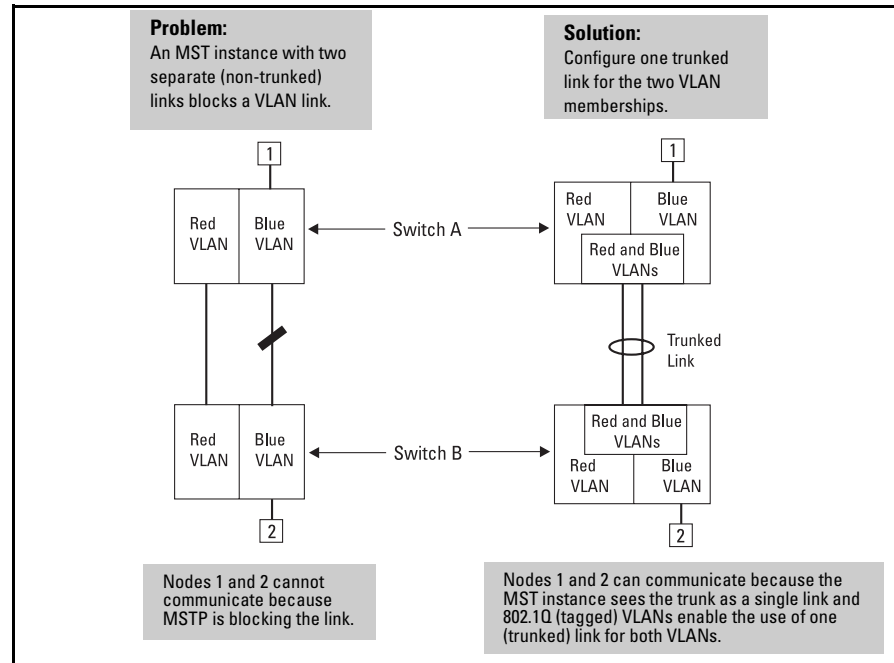 Problem:
An MST instance with two
separate (non-trunked)
links blocks a VLAN link.
Solution:
Configure one trunked
link for the two VLAN
memberships.
1
1
Red
VLAN
Blue
VLAN
Switch A
Red
VLAN
Blue
VLAN
Red and Blue
VLANs
Trunked
Link
Red
VLAN
Blue
VLAN
Switch B
Red and Blue
VLANs
Red
VLAN
Blue
VLAN
2
2
Nodes 1 and 2 cannot
communicate because
MSTP is blocking the link.
Nodes 1 and 2 can communicate because the
MST instance sees the trunk as a single link and
802.1Q (tagged) VLANs enable the use of one
(trunked) link for both VLANs.